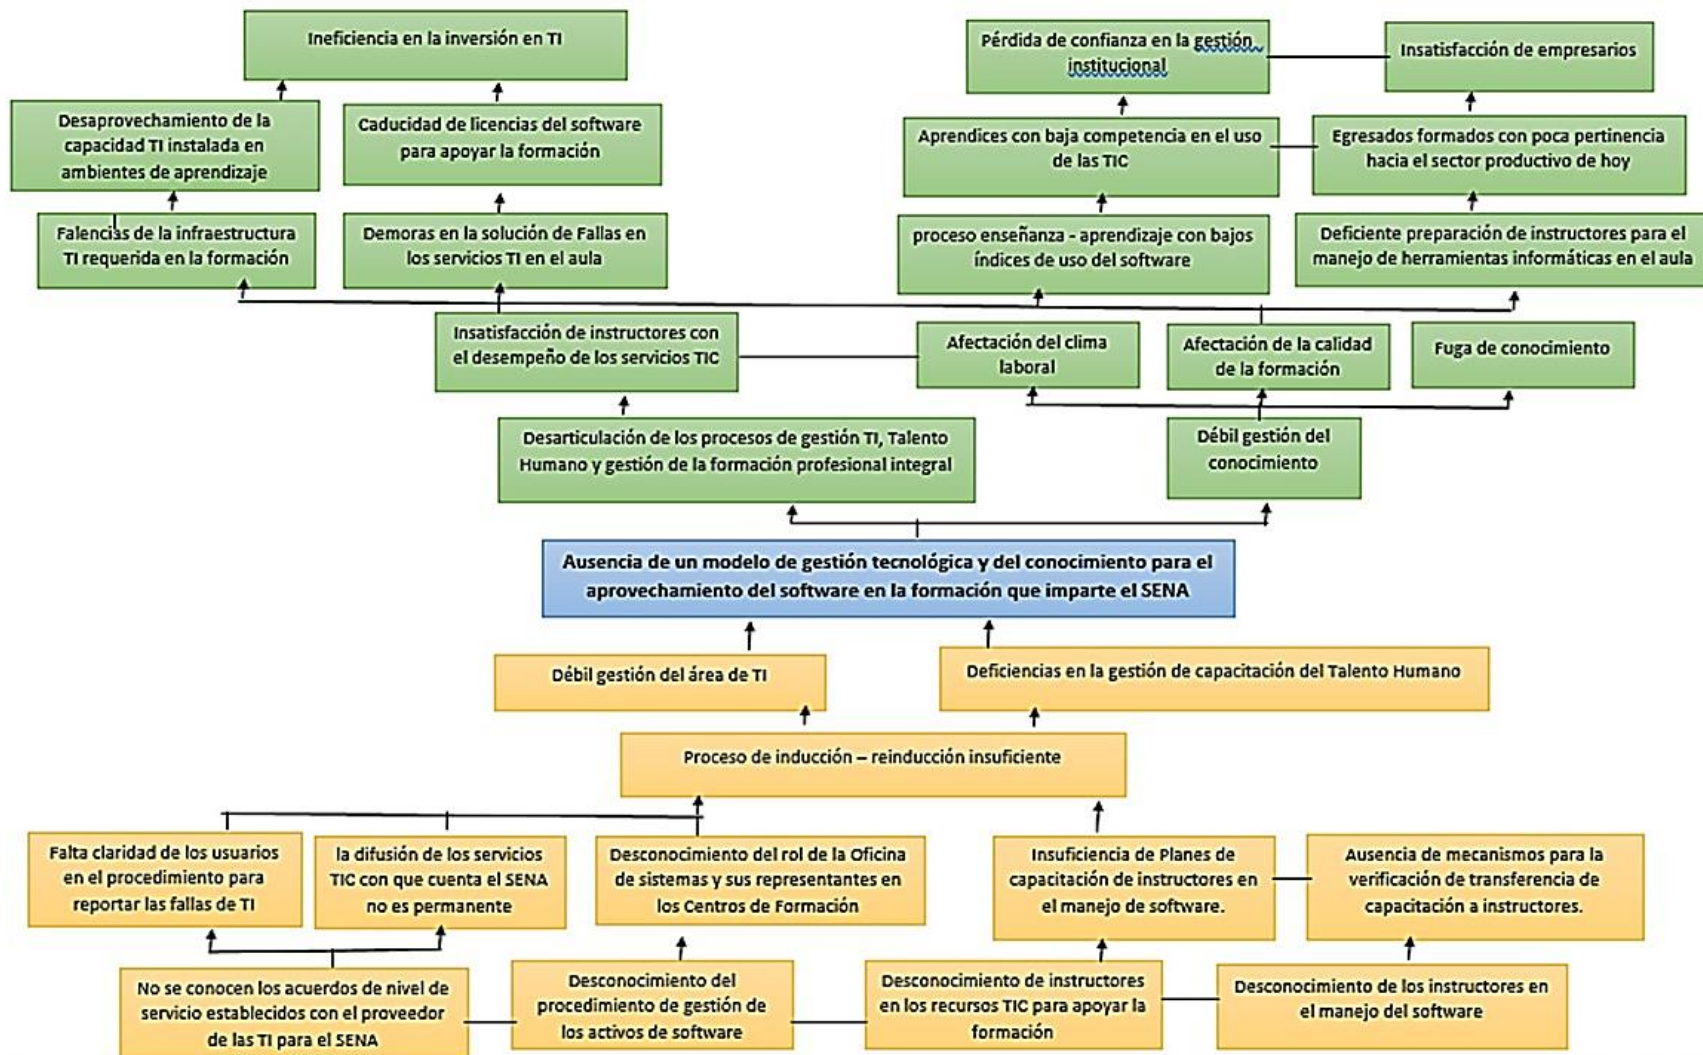 Ineficiencia en la inversión en TI
Pérdida de confianza en la gestión
institucional
Insatisfacción de empresarios
Desaprovechamiento de la
capacidad TI instalada en
ambientes de aprendizaje
Caducidad de licencias del software
para apoyar la formación
Aprendices con baja competencia en el uso
de las TIC
Egresados formados con poca pertinencia
hacia el sector productivo de hoy
Falencias de la infraestructura
TI requerida en la formación
Demoras en la solución de Fallas en
los servicios TI en el aula
proceso enseñanza - aprendizaje con bajos
índices de uso del software
Deficiente preparación de instructores para el
manejo de herramientas informáticas en el aula
Insatisfacción de instructores con
el desempeño de los servicios TIC
Afectación del clima
laboral
Afectación de la calidad
de la formación
Fuga de conocimiento
Desarticulación de los procesos de gestión TI, Talento
Humano y gestión de la formación profesional integral
Débil gestión del
conocimiento
Ausencia de un modelo de gestión tecnológica y del conocimiento para el
aprovechamiento del software en la formación que imparte el SENA
Débil gestión del área de TI
Deficiencias en la gestión de capacitación del Talento Humano
Proceso de inducción – reinducción insuficiente
Falta claridad de los usuarios
en el procedimiento para
reportar las fallas de TI
la difusión de los servicios
TIC con que cuenta el SENA
no es permanente
Desconocimiento del rol de la Oficina
de sistemas y sus representantes en
los Centros de Formación
Insuficiencia de Planes de
capacitación de instructores en
el manejo de software.
Ausencia de mecanismos para la
verificación de transferencia de
capacitación a instructores.
No se conocen los acuerdos de nivel de
servicio establecidos con el proveedor
de las TI para el SENA
Desconocimiento del
procedimiento de gestión de
los activos de software
Desconocimiento de instructores
en los recursos TIC para apoyar la
formación
Desconocimiento de los instructores en
el manejo del software